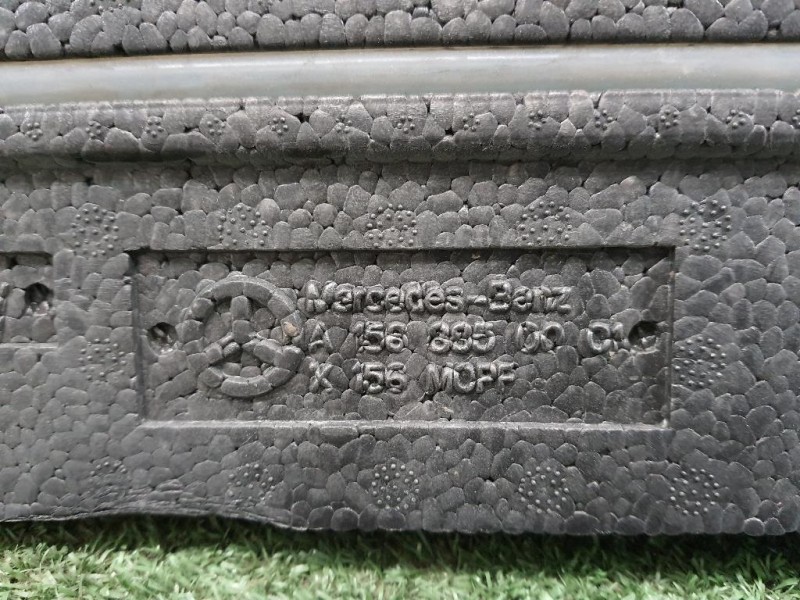 Mercedes-Benz
A 156 885 00 01
X 156 MOPF